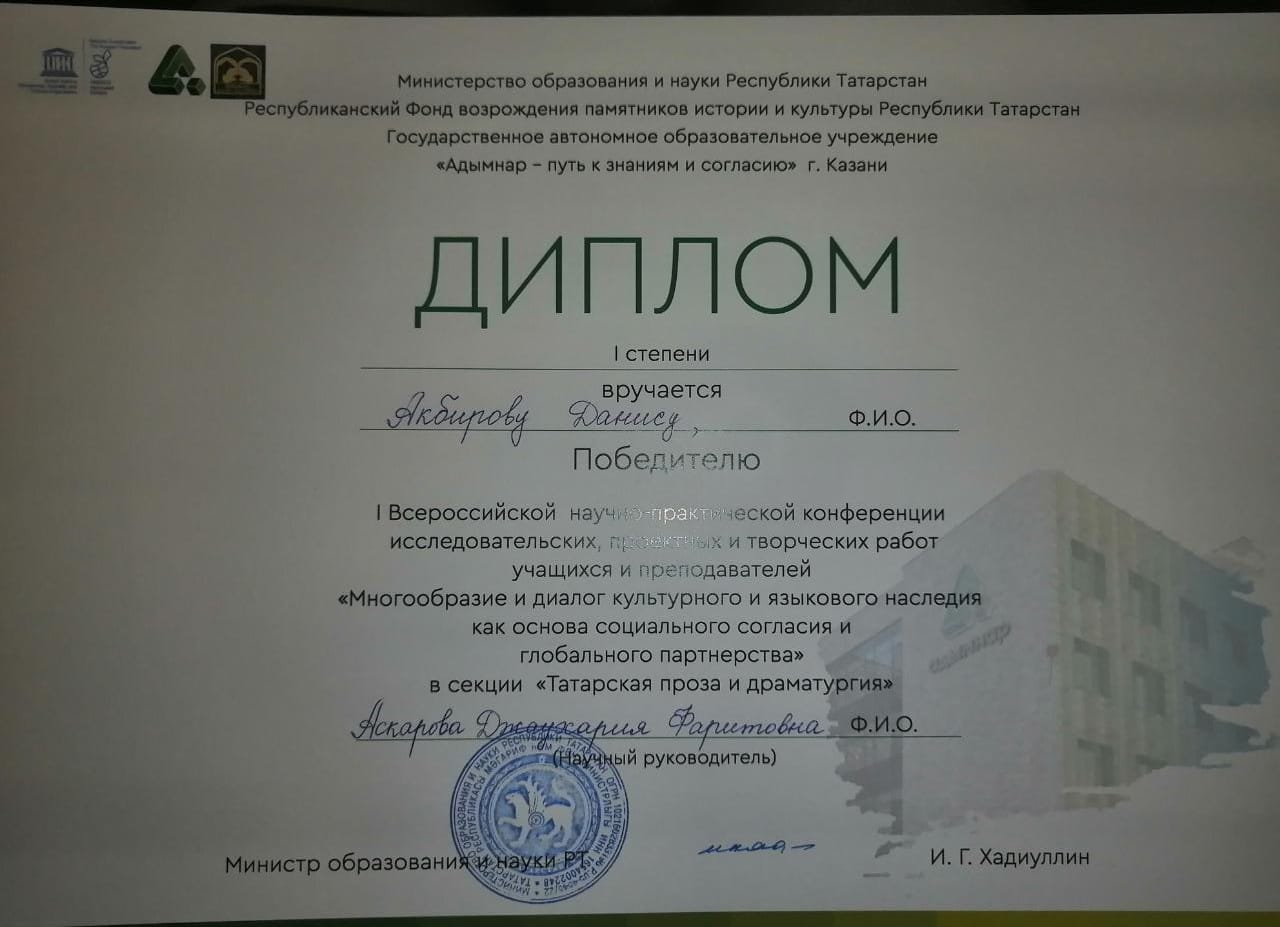 Министерство образования и науки Республики Татарстан
Республиканский Фонд возрождения памятников истории и культуры Республики Татарстан
Государственное автономное образовательное учреждение
«Адымнар – путь к знаниям и согласию» г. Казани
ДИПЛОМ
I степени
вручается
Акбирову Данису, Ф.И.О.
Победителю
I Всероссийской научно-практической конференции
исследовательских, проектных и творческих работ
учащихся и преподавателей
«Многообразие и диалог культурного и языкового наследия
как основа социального согласия и
глобального партнерства»
в секции «Татарская проза и драматургия»
Аскарова Джаухария Фаритовна Ф.И.О.
(Научный руководитель)
Министр образования и науки РТ И. Г. Хадиуллин